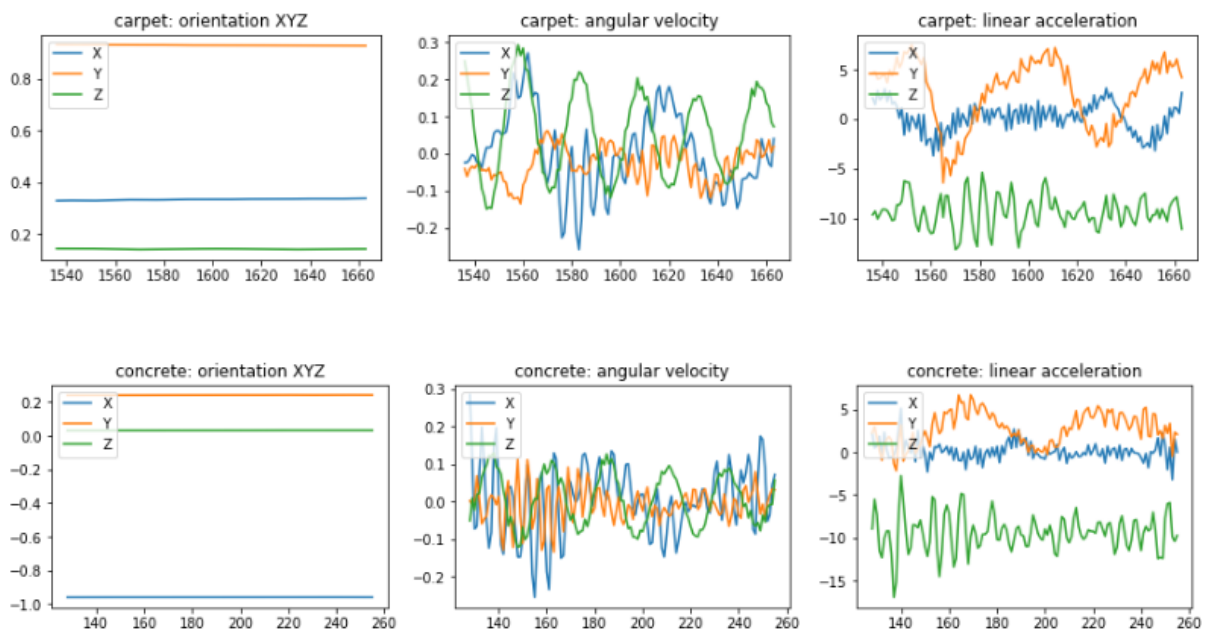 carpet: orientation XYZ
carpet: angular velocity
carpet: linear acceleration
X
Y
Z
0.8
0.6
0.4
0.2
1540 1560 1580 1600 1620 1640 1660
X
Y
Z
0.3
0.2
0.1
0.0
−0.1
−0.2
1540 1560 1580 1600 1620 1640 1660
X
Y
Z
5
0
−5
−10
1540 1560 1580 1600 1620 1640 1660
concrete: orientation XYZ
concrete: angular velocity
concrete: linear acceleration
X
Y
Z
0.2
0.0
−0.2
−0.4
−0.6
−0.8
−1.0
140 160 180 200 220 240 260
X
Y
Z
0.3
0.2
0.1
0.0
−0.1
−0.2
140 160 180 200 220 240 260
X
Y
Z
5
0
−5
−10
−15
140 160 180 200 220 240 260